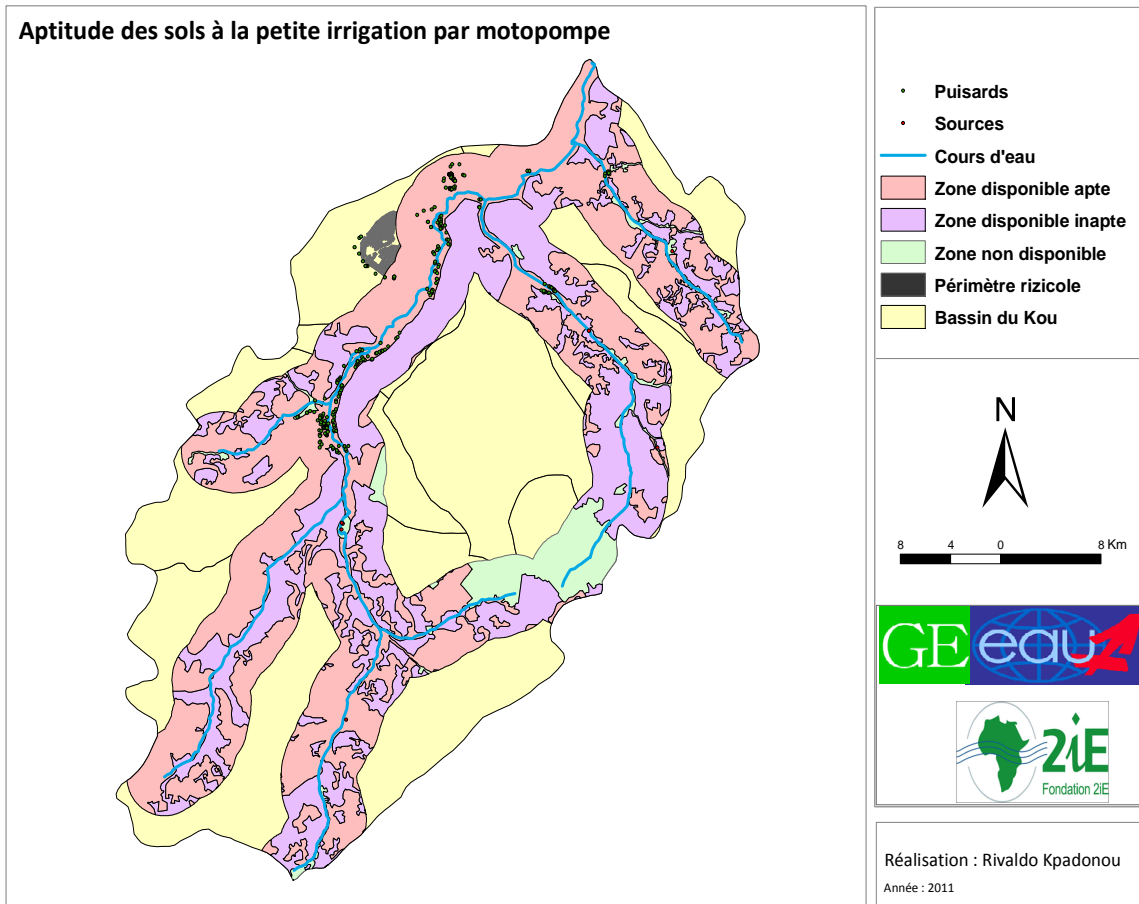 Aptitude des sols à la petite irrigation par motopompe
Puisards
Sources
Cours d'eau
Zone disponible apte
Zone disponible inapte
Zone non disponible
Périmètre rizicole
Bassin du Kou
N
8 4 0 8 Km
GE eau
2iE
Fondation 2iE
Réalisation : Rivaldo Kpadonou
Année : 2011